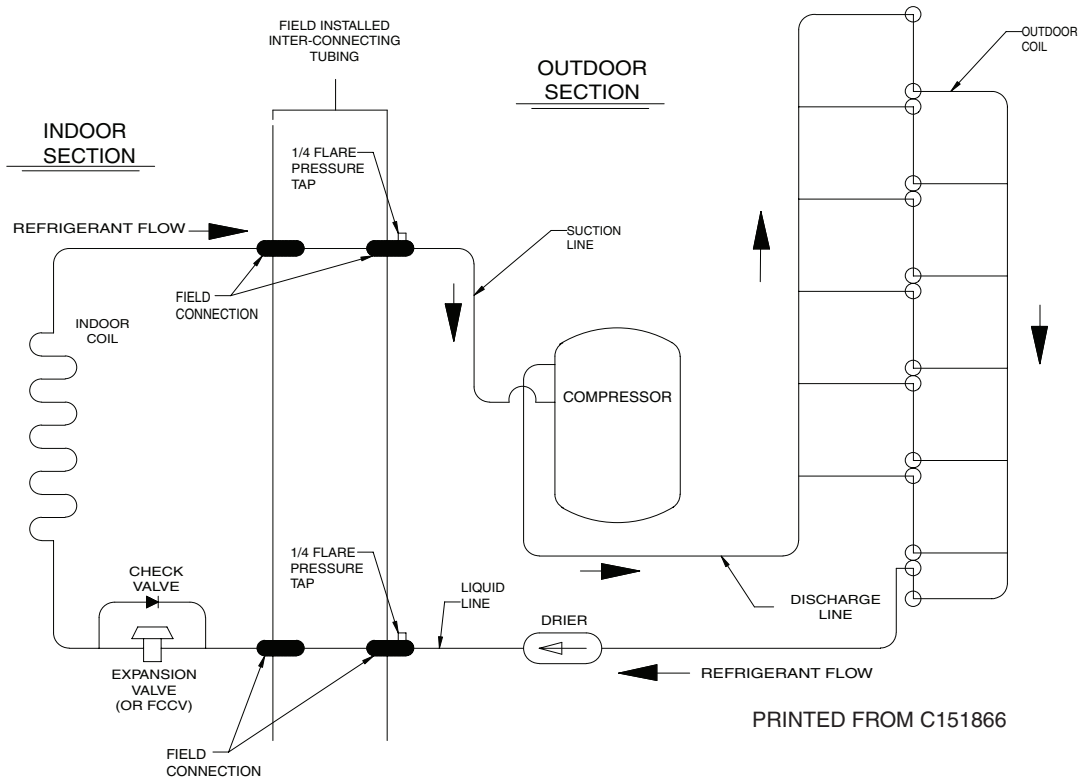 FIELD INSTALLED
INTER-CONNECTING
TUBING
OUTDOOR
SECTION
OUTDOOR
COIL
INDOOR
SECTION
1/4 FLARE
PRESSURE
TAP
REFRIGERANT FLOW
SUCTION
LINE
FIELD
CONNECTION
INDOOR
COIL
COMPRESSOR
1/4 FLARE
PRESSURE
TAP
CHECK
VALVE
LIQUID
LINE
DISCHARGE
LINE
DRIER
EXPANSION
VALVE
(OR FCCV)
REFRIGERANT FLOW
PRINTED FROM C151866
FIELD
CONNECTION